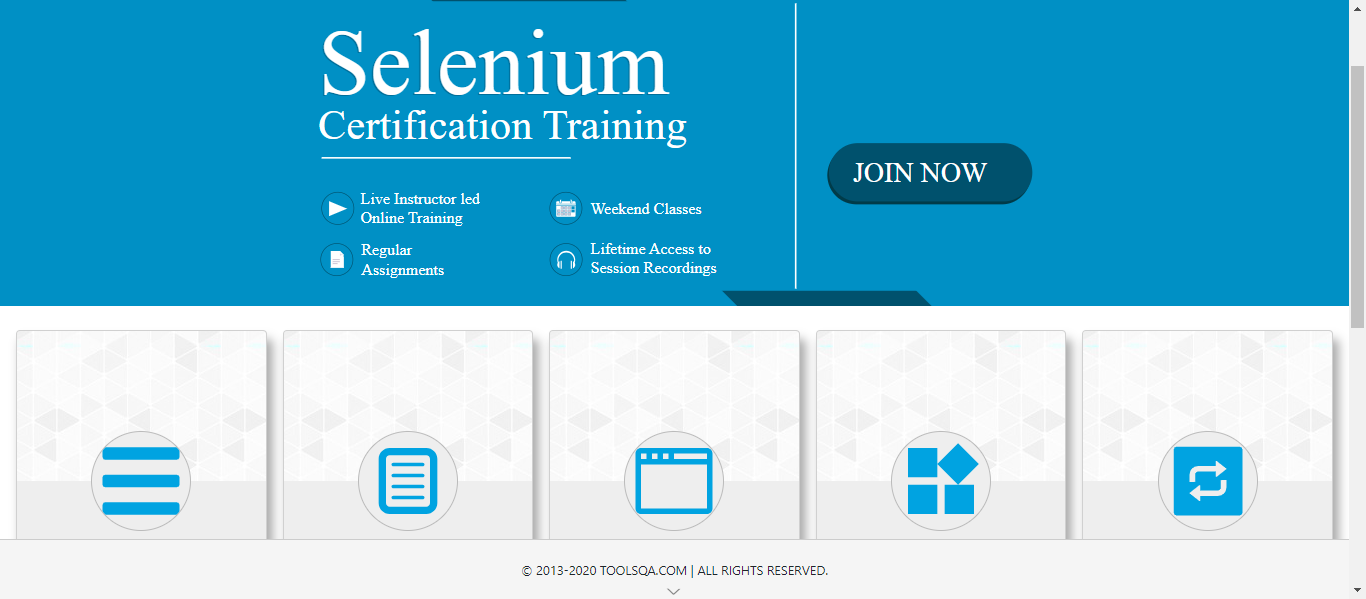 Selenium
Certification Training
Live Instructor led
Online Training
Weekend Classes
Regular
Assignments
Lifetime Access to
Session Recordings
JOIN NOW
© 2013-2020 TOOLSQA.COM | ALL RIGHTS RESERVED.